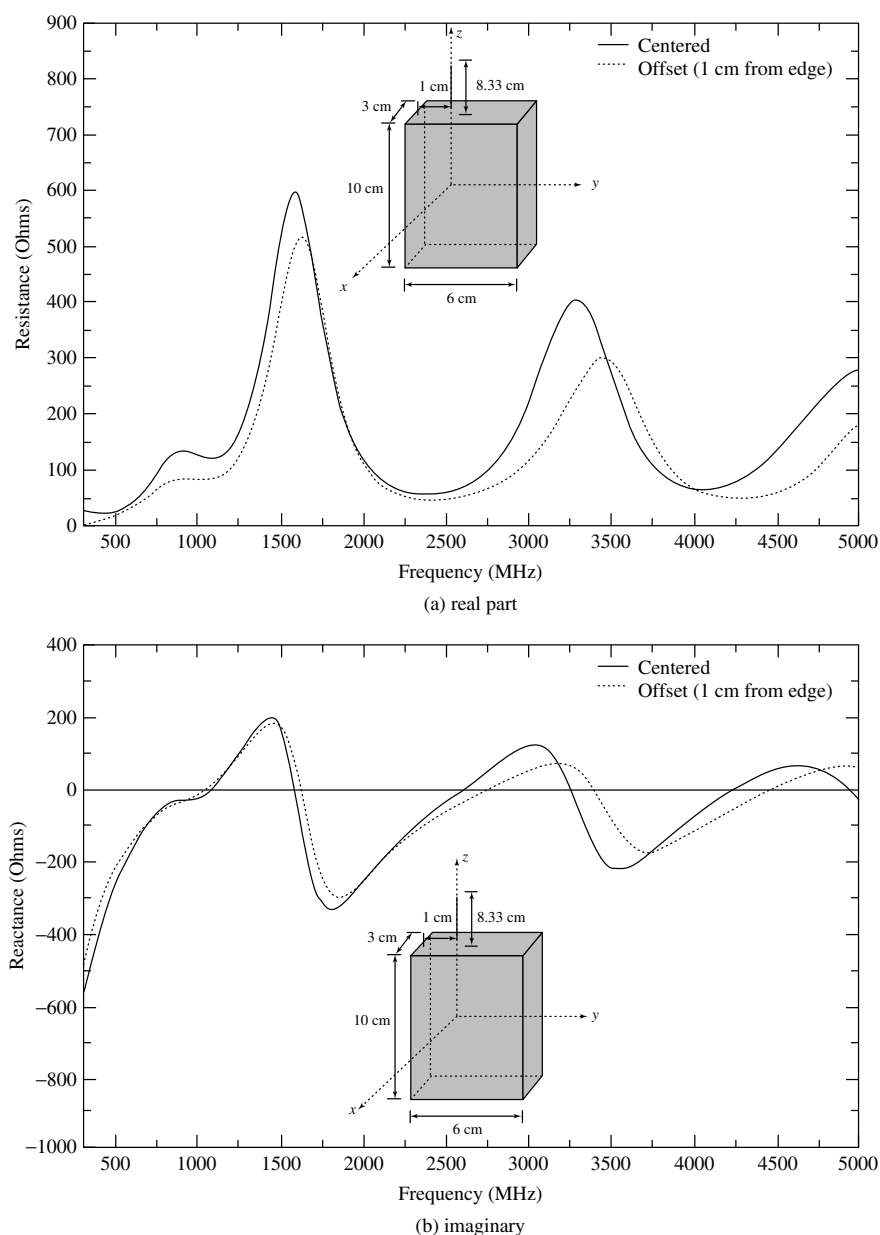 900
800
700
600
500
400
300
200
100
0
Resistance (Ohms)
Centered
Offset (1 cm from edge)
z
1 cm
8.33 cm
3 cm
10 cm
y
x
6 cm
500 1000 1500 2000 2500 3000 3500 4000 4500 5000
Frequency (MHz)
(a) real part
400
200
0
−200
−400
−600
−800
−1000
Reactance (Ohms)
Centered
Offset (1 cm from edge)
z
1 cm
8.33 cm
3 cm
10 cm
y
x
6 cm
500 1000 1500 2000 2500 3000 3500 4000 4500 5000
Frequency (MHz)
(b) imaginary